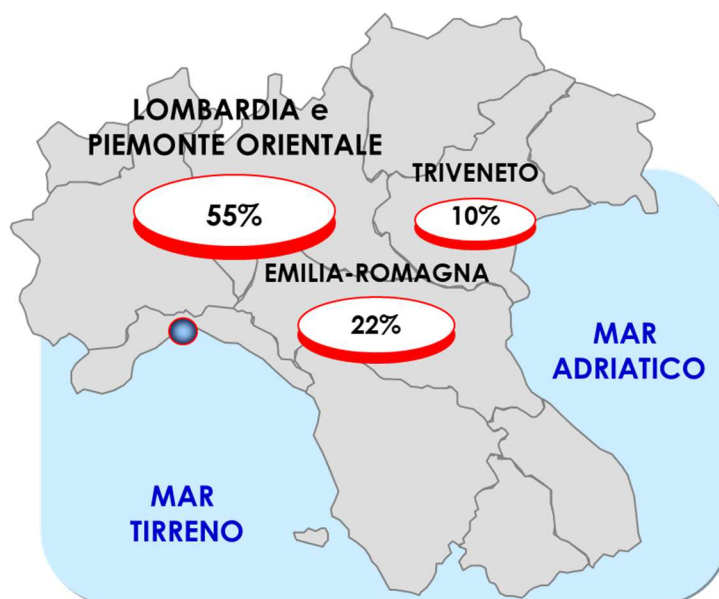 LOMBARDIA e
PIEMONTE ORIENTALE
55%
TRIVENETO
10%
EMILIA-ROMAGNA
22%
MAR
ADRIATICO
MAR
TIRRENO